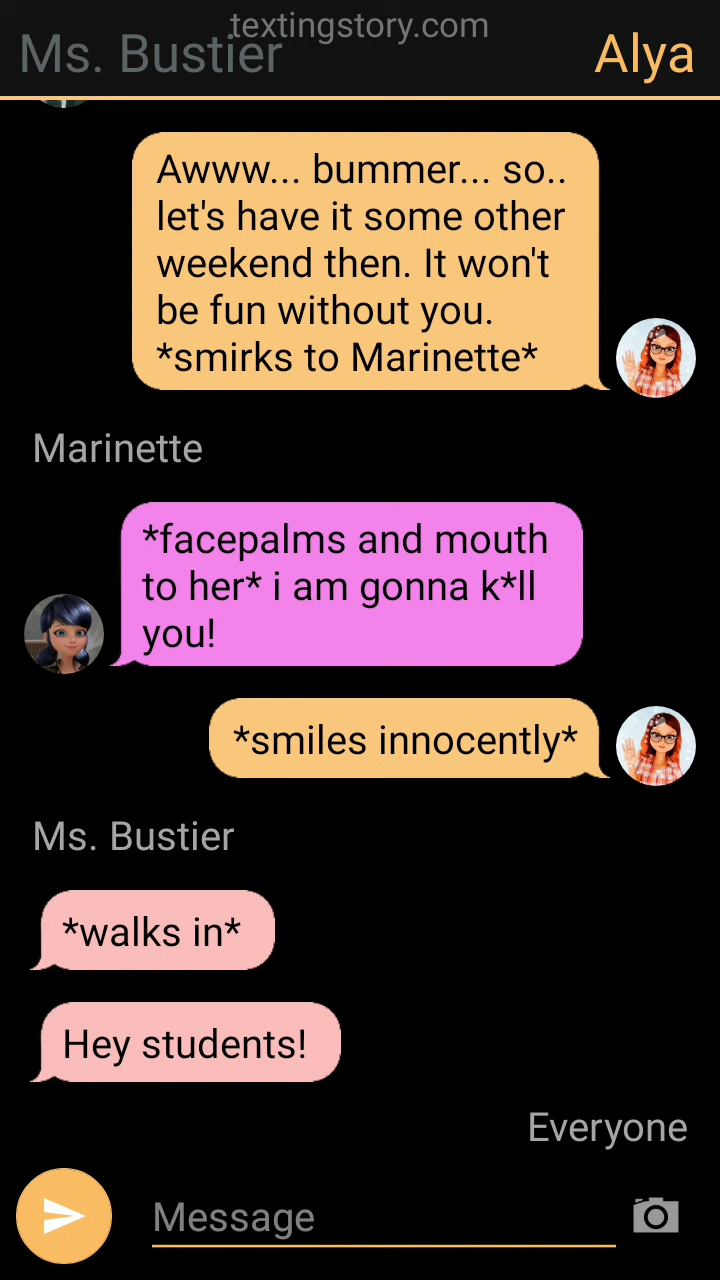 textingstory.com
Ms. Bustier
Alya
Awww... bummer... so..
let's have it some other
weekend then. It won't
be fun without you.
*smirks to Marinette*
Marinette
*facepalms and mouth
to her* i am gonna k*ll
you!
*smiles innocently*
Ms. Bustier
*walks in*
Hey students!
Everyone
Message